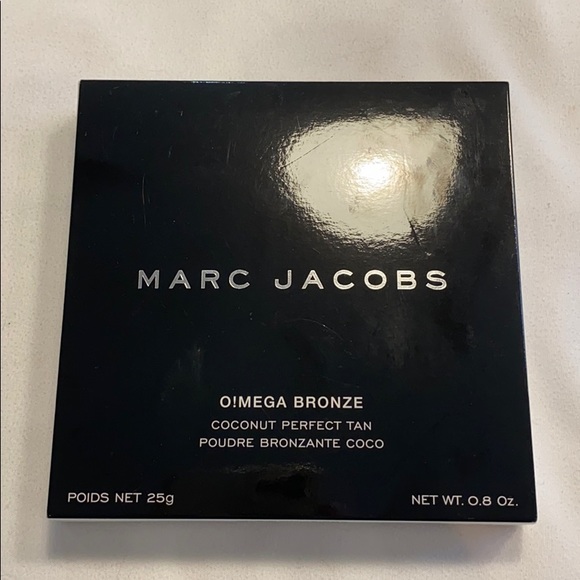 MARC JACOBS
O!MEGA BRONZE
COCONUT PERFECT TAN
POUDRE BRONZANTE COCO
POIDS NET 25g NET WT. 0.8 Oz.